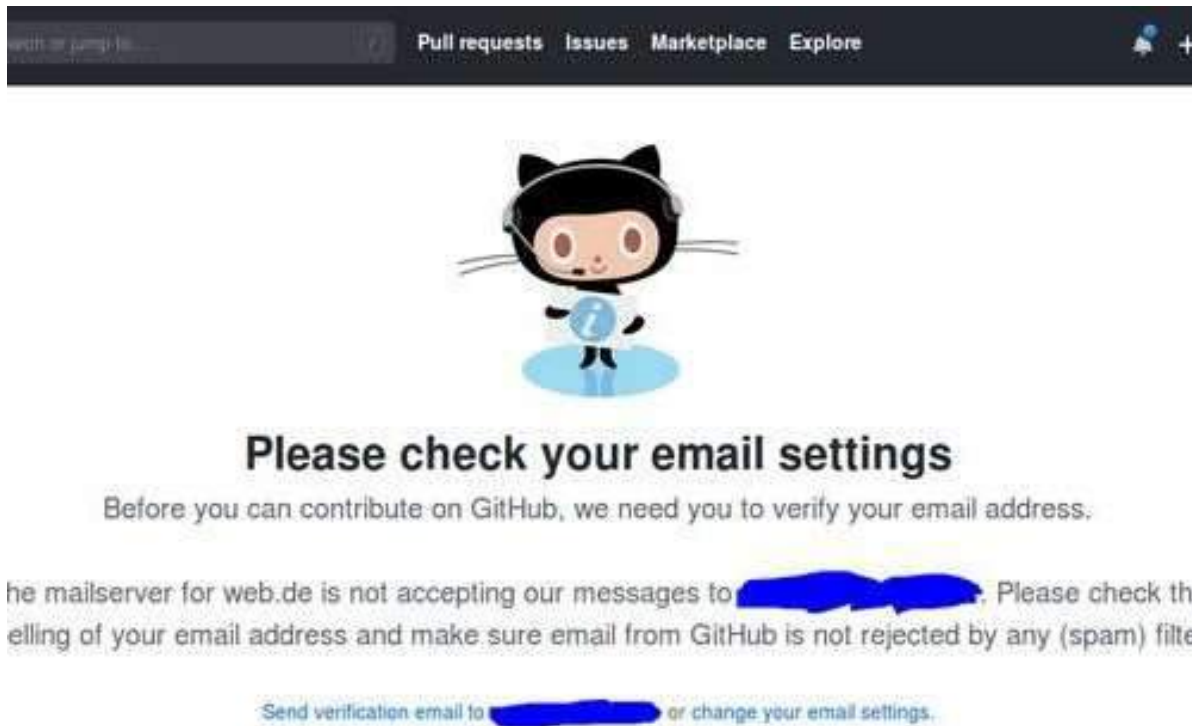 Pull requests Issues Marketplace Explore
i
Please check your email settings
Before you can contribute on GitHub, we need you to verify your email address.
he mailserver for web.de is not accepting our messages to . Please check th
elling of your email address and make sure email from GitHub is not rejected by any (spam) filte
Send verification email to or change your email settings.